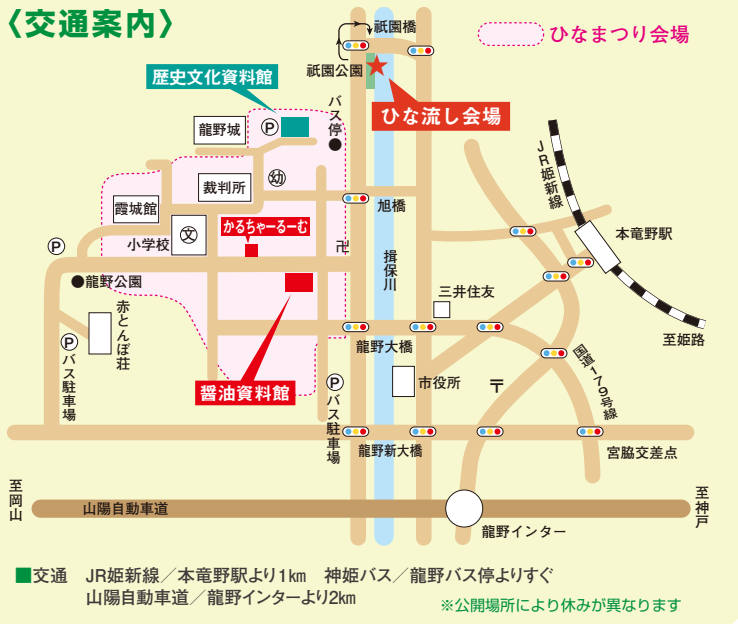 〈交通案内〉
祇園橋
ひなまつり会場
祇園公園
歴史文化資料館
ひな流し会場
バス停
龍野城
Ⓟ
JR姫新線
裁判所
幼
霞城館
旭橋
本竜野駅
文
かるちゃーるーむ
小学校
卍
Ⓟ
揖保川
龍野公園
三井住友
赤とんぼ荘
至姫路
Ⓟ
バス駐車場
龍野大橋
国道179号線
醤油資料館
Ⓟ
バス駐車場
市役所
〒
龍野新大橋
宮脇交差点
至岡山
山陽自動車道
至神戸
龍野インター
■交通　JR姫新線／本竜野駅より1km　神姫バス／龍野バス停よりすぐ
山陽自動車道／龍野インターより2km
※公開場所により休みが異なります